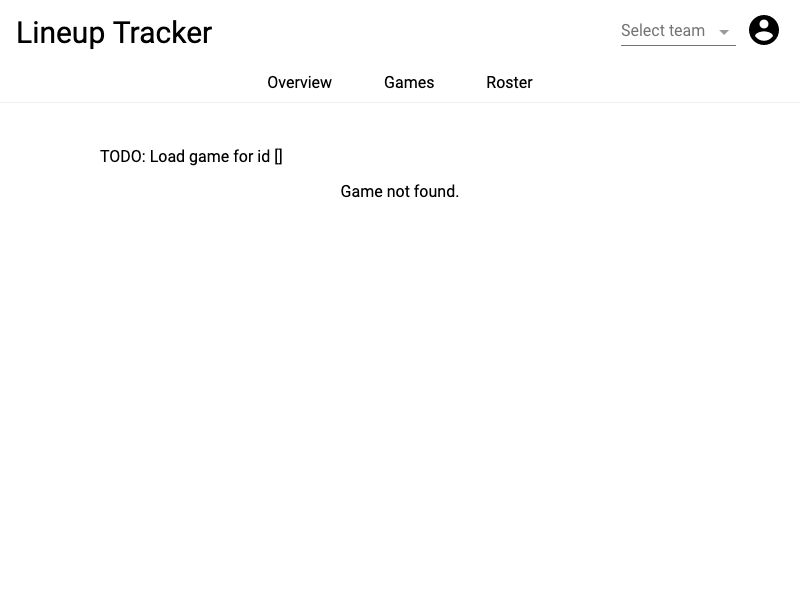 Lineup Tracker
Select team
Overview Games Roster
TODO: Load game for id []
Game not found.